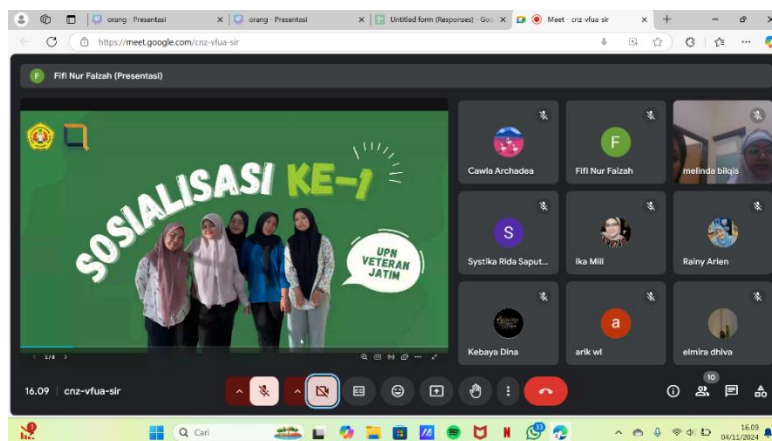 orang - Presentasi
orang - Presentasi
Untitled form (Responses) - Goo
Meet - cnz-vfua-sir
https://meet.google.com/cnz-vfua-sir
F
Fifi Nur Faizah (Presentasi)
SOSIALISASI KE-1
UPN
VETERAN
JATIM
1/8
Cawla Archadea
F
Fifi Nur Faizah
melinda bilqis
S
Systika Rida Saput...
Ika Mili
Rainy Arlen
Kebaya Dina
a
arik wl
elmira dhiva
16.09 | cnz-vfua-sir
10
Cari
16.09
04/11/2024